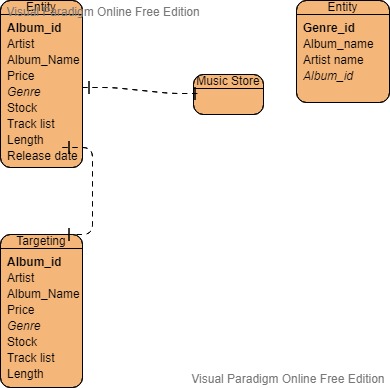 Visual Paradigm Online Free Edition
Entity
Album_id
Artist
Album_Name
Price
Genre
Stock
Track list
Length
Release date
Music Store
Entity
Genre_id
Album_name
Artist name
Album_id
Targeting
Album_id
Artist
Album_Name
Price
Genre
Stock
Track list
Length
Visual Paradigm Online Free Edition